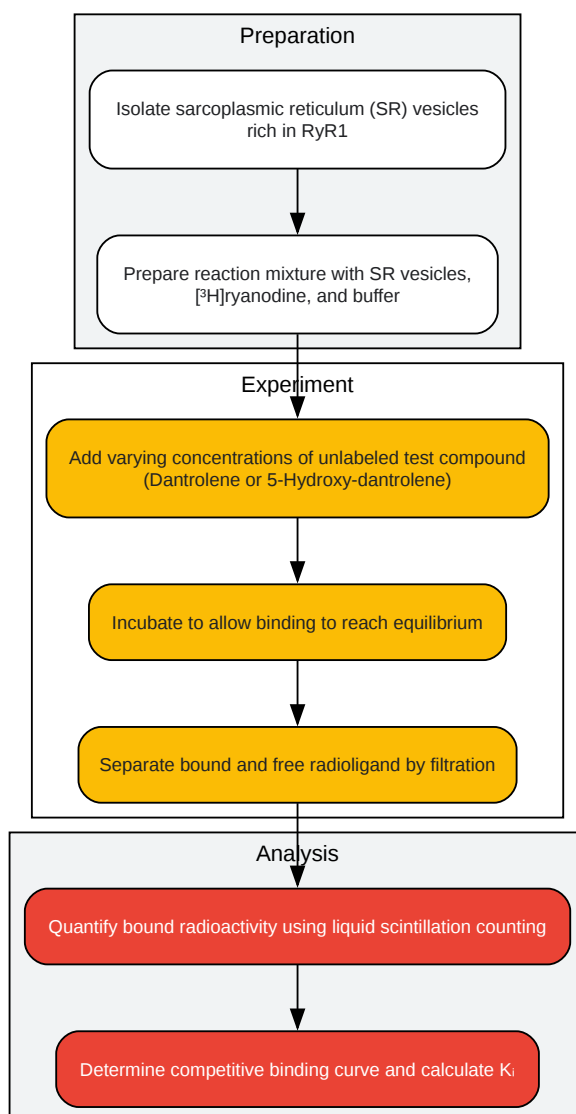 Preparation
Isolate sarcoplasmic reticulum (SR) vesicles
rich in RyR1
Prepare reaction mixture with SR vesicles,
[³H]ryanodine, and buffer
Experiment
Add varying concentrations of unlabeled test compound
(Dantrolene or 5-Hydroxy-dantrolene)
Incubate to allow binding to reach equilibrium
Separate bound and free radioligand by filtration
Analysis
Quantify bound radioactivity using liquid scintillation counting
Determine competitive binding curve and calculate Kᵢ